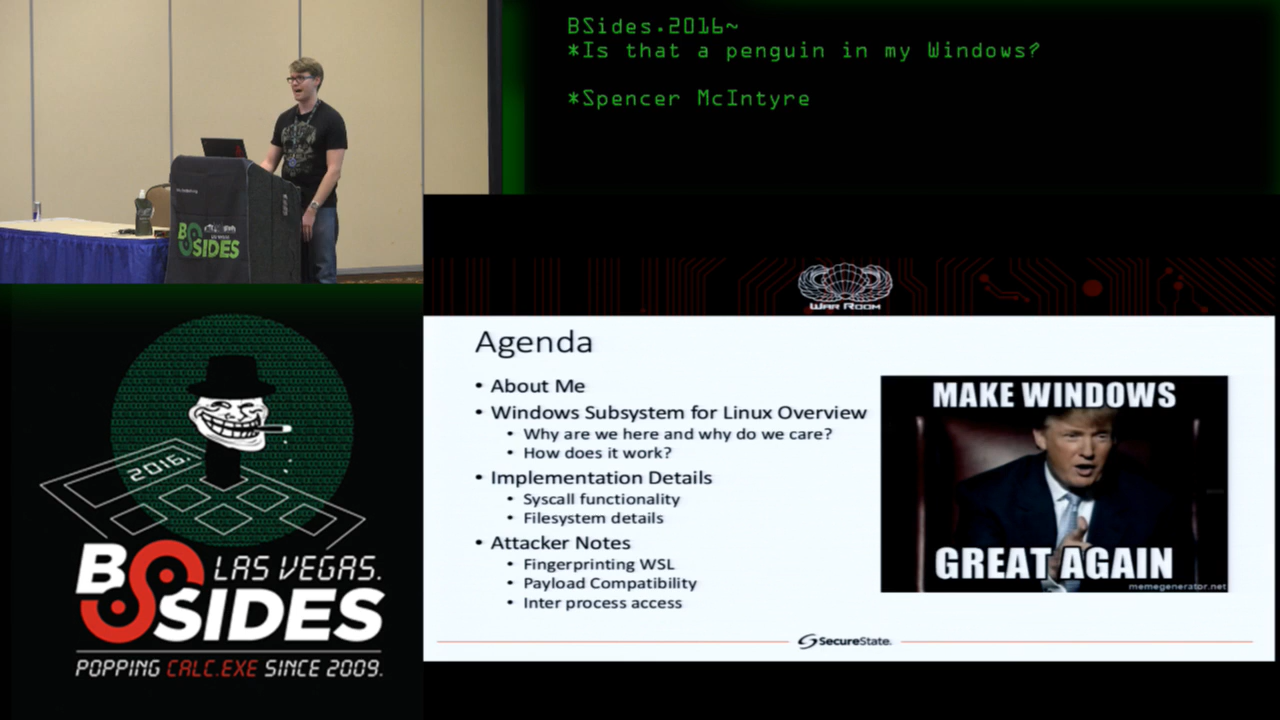 BSides.2016~
*Is that a penguin in my Windows?
*Spencer McIntyre
BSIDES
WAR ROOM
Agenda
• About Me
• Windows Subsystem for Linux Overview
• Why are we here and why do we care?
• How does it work?
• Implementation Details
• Syscall functionality
• Filesystem details
• Attacker Notes
• Fingerprinting WSL
• Payload Compatibility
• Inter process access
MAKE WINDOWS
GREAT AGAIN
memegenerator.net
SecureState.
2016.
BSIDES
LAS VEGAS.
POPPING CALC.EXE SINCE 2009.